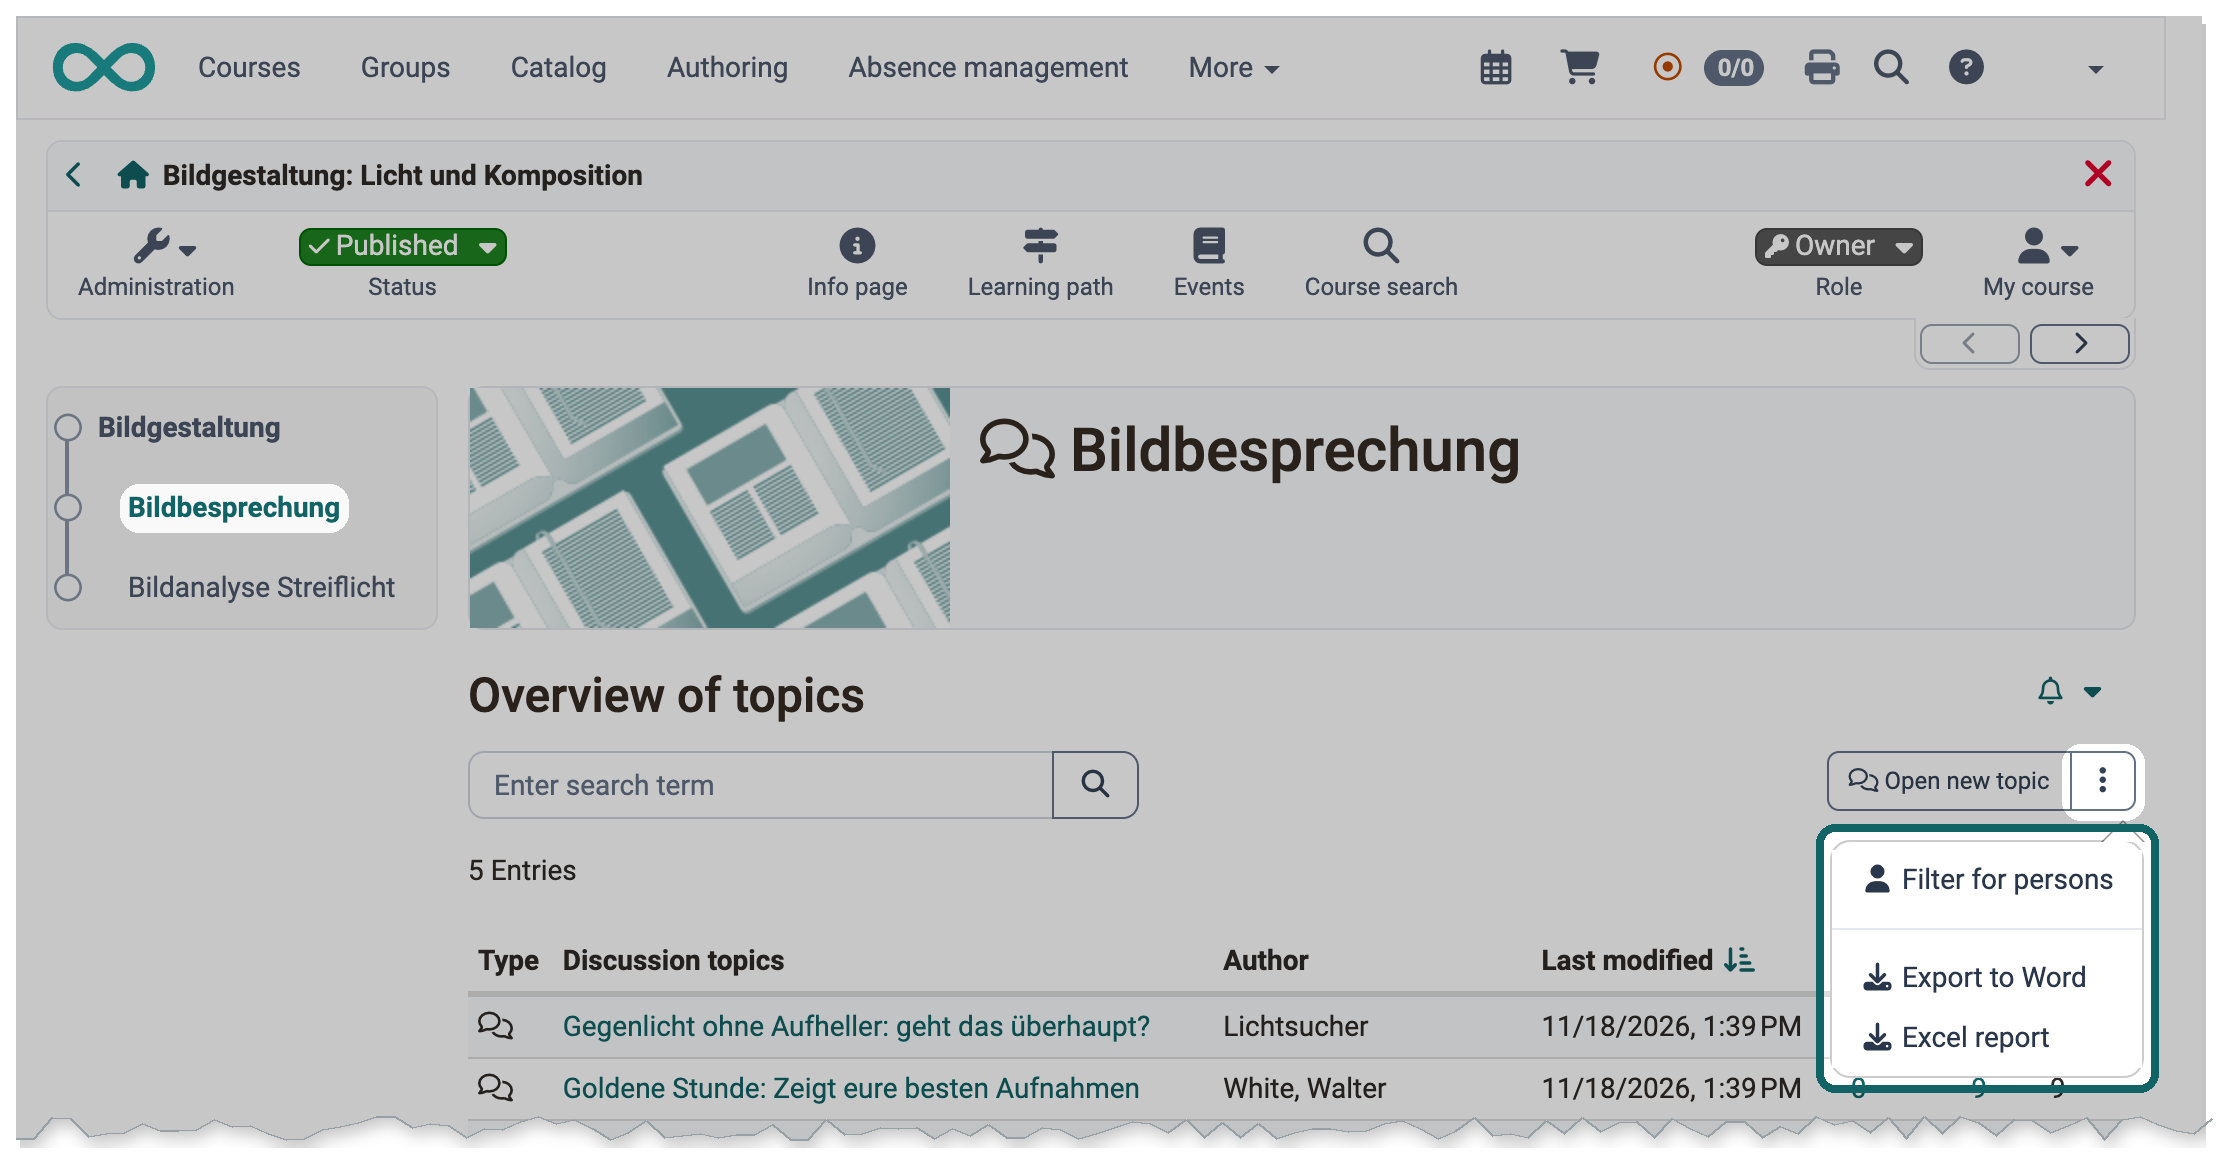 Courses Groups Catalog Authoring Absence management More 0/0 ?
Bildgestaltung: Licht und Komposition
Published Owner
Administration Status Info page Learning path Events Course search Role My course
Bildgestaltung
Bildbesprechung
Bildanalyse Streiflicht
Bildbesprechung
Overview of topics
Enter search term
Open new topic
5 Entries
Filter for persons
Export to Word
Excel report
Type Discussion topics Author Last modified
Gegenlicht ohne Aufheller: geht das überhaupt? Lichtsucher 11/18/2026, 1:39 PM
Goldene Stunde: Zeigt eure besten Aufnahmen White, Walter 11/18/2026, 1:39 PM